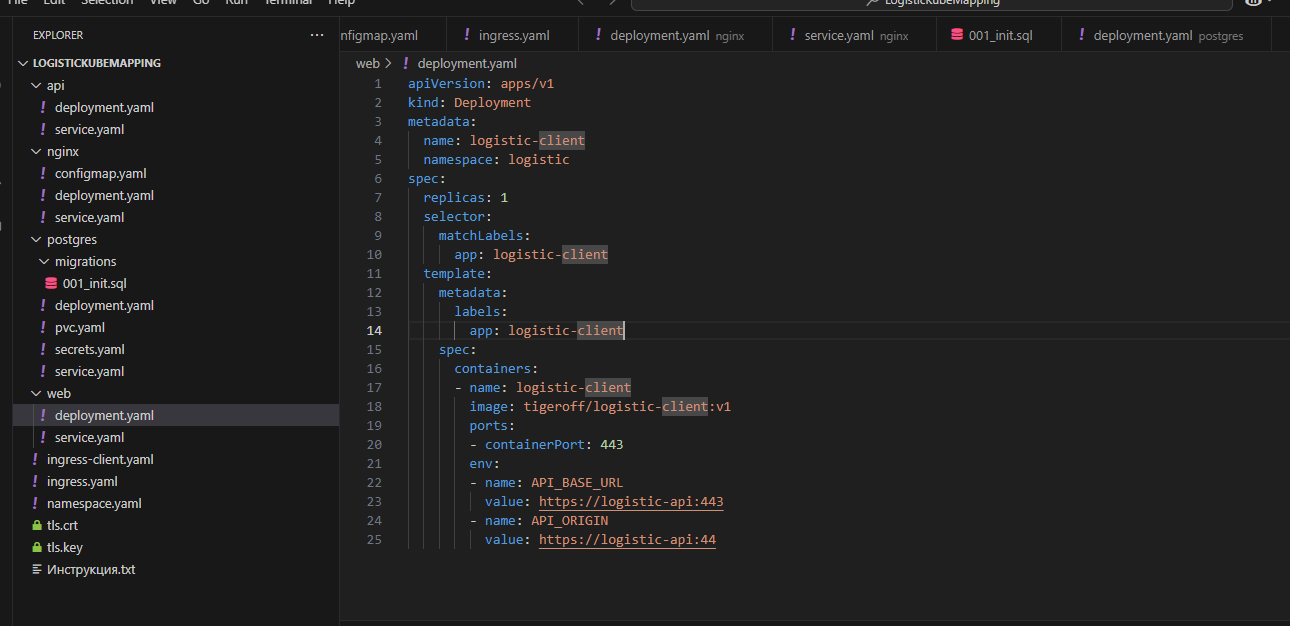 File Edit Selection View Go Run Terminal Help
LogisticKubeMapping
EXPLORER
LOGISTICKUBEMAPPING
api
deployment.yaml
service.yaml
nginx
configmap.yaml
deployment.yaml
service.yaml
postgres
migrations
001_init.sql
deployment.yaml
pvc.yaml
secrets.yaml
service.yaml
web
deployment.yaml
service.yaml
ingress-client.yaml
ingress.yaml
namespace.yaml
tls.crt
tls.key
Инструкция.txt
nfigmap.yaml ! ingress.yaml ! deployment.yaml nginx ! service.yaml nginx 001_init.sql ! deployment.yaml postgres
web > ! deployment.yaml
1 apiVersion: apps/v1
2 kind: Deployment
3 metadata:
4 name: logistic-client
5 namespace: logistic
6 spec:
7 replicas: 1
8 selector:
9 matchLabels:
10 app: logistic-client
11 template:
12 metadata:
13 labels:
14 app: logistic-client
15 spec:
16 containers:
17 - name: logistic-client
18 image: tigeroff/logistic-client:v1
19 ports:
20 - containerPort: 443
21 env:
22 - name: API_BASE_URL
23 value: https://logistic-api:443
24 - name: API_ORIGIN
25 value: https://logistic-api:44